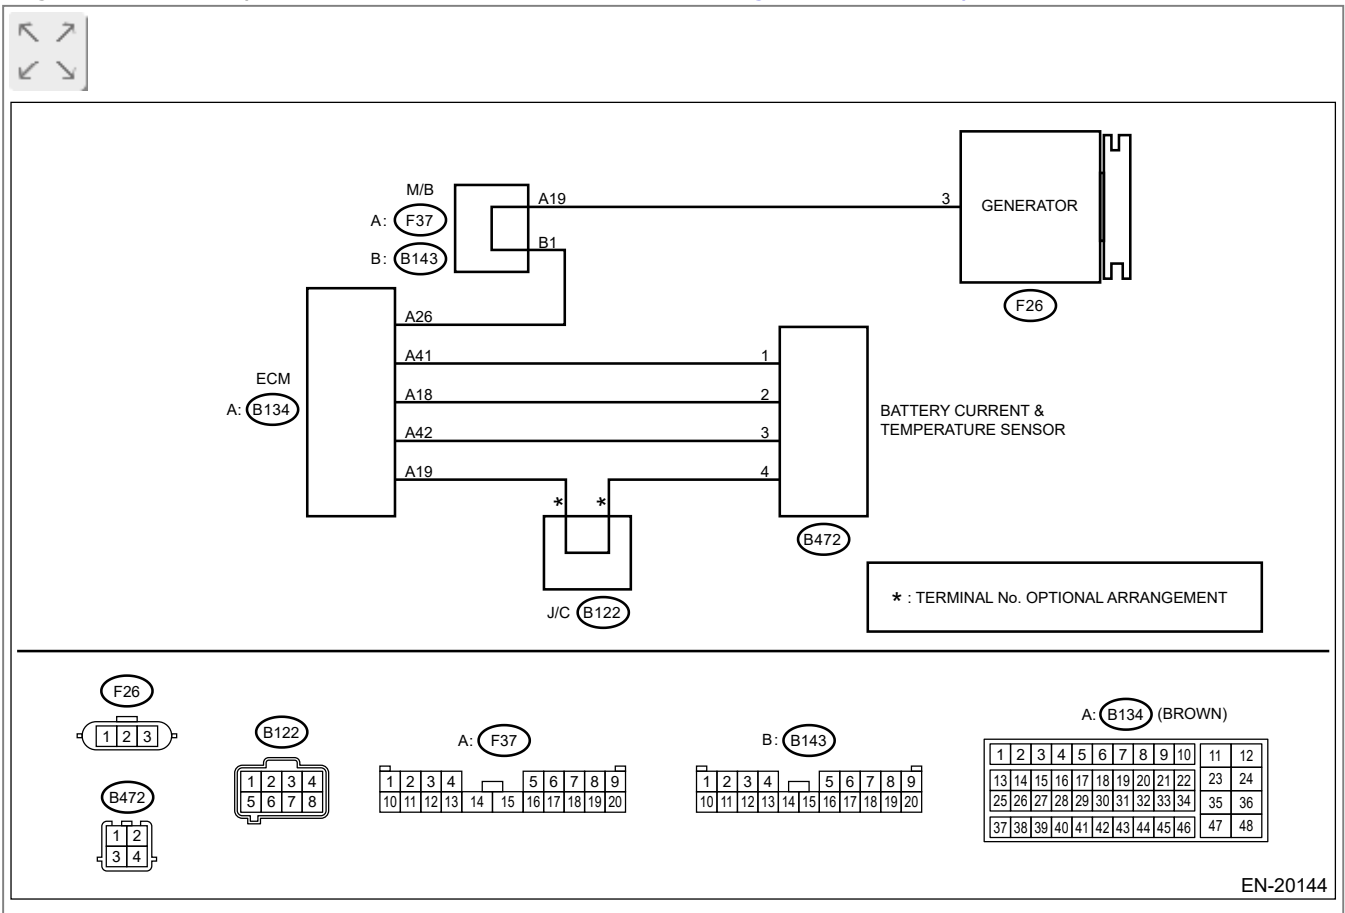 M/B
A: F37
B: B143
A19
B1
3
GENERATOR
F26
ECM
A: B134
A26
A41
A18
A42
A19
1
2
3
4
BATTERY CURRENT &
TEMPERATURE SENSOR
B472
* *
J/C B122
* : TERMINAL No. OPTIONAL ARRANGEMENT
F26
1 2 3
B472
1 2
3 4
B122
1 2 3 4
5 6 7 8
A: F37
1 2 3 4 5 6 7 8 9
10 11 12 13 14 15 16 17 18 19 20
B: B143
1 2 3 4 5 6 7 8 9
10 11 12 13 14 15 16 17 18 19 20
A: B134 (BROWN)
1 2 3 4 5 6 7 8 9 10 11 12
13 14 15 16 17 18 19 20 21 22 23 24
25 26 27 28 29 30 31 32 33 34 35 36
37 38 39 40 41 42 43 44 45 46 47 48
EN-20144